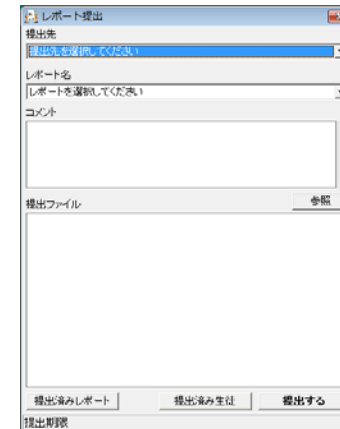 レポート提出
提出先
提出先を選択してください
レポート名
レポートを選択してください
コメント
提出ファイル
参照
提出済みレポート
提出済み生徒
提出する
提出期限